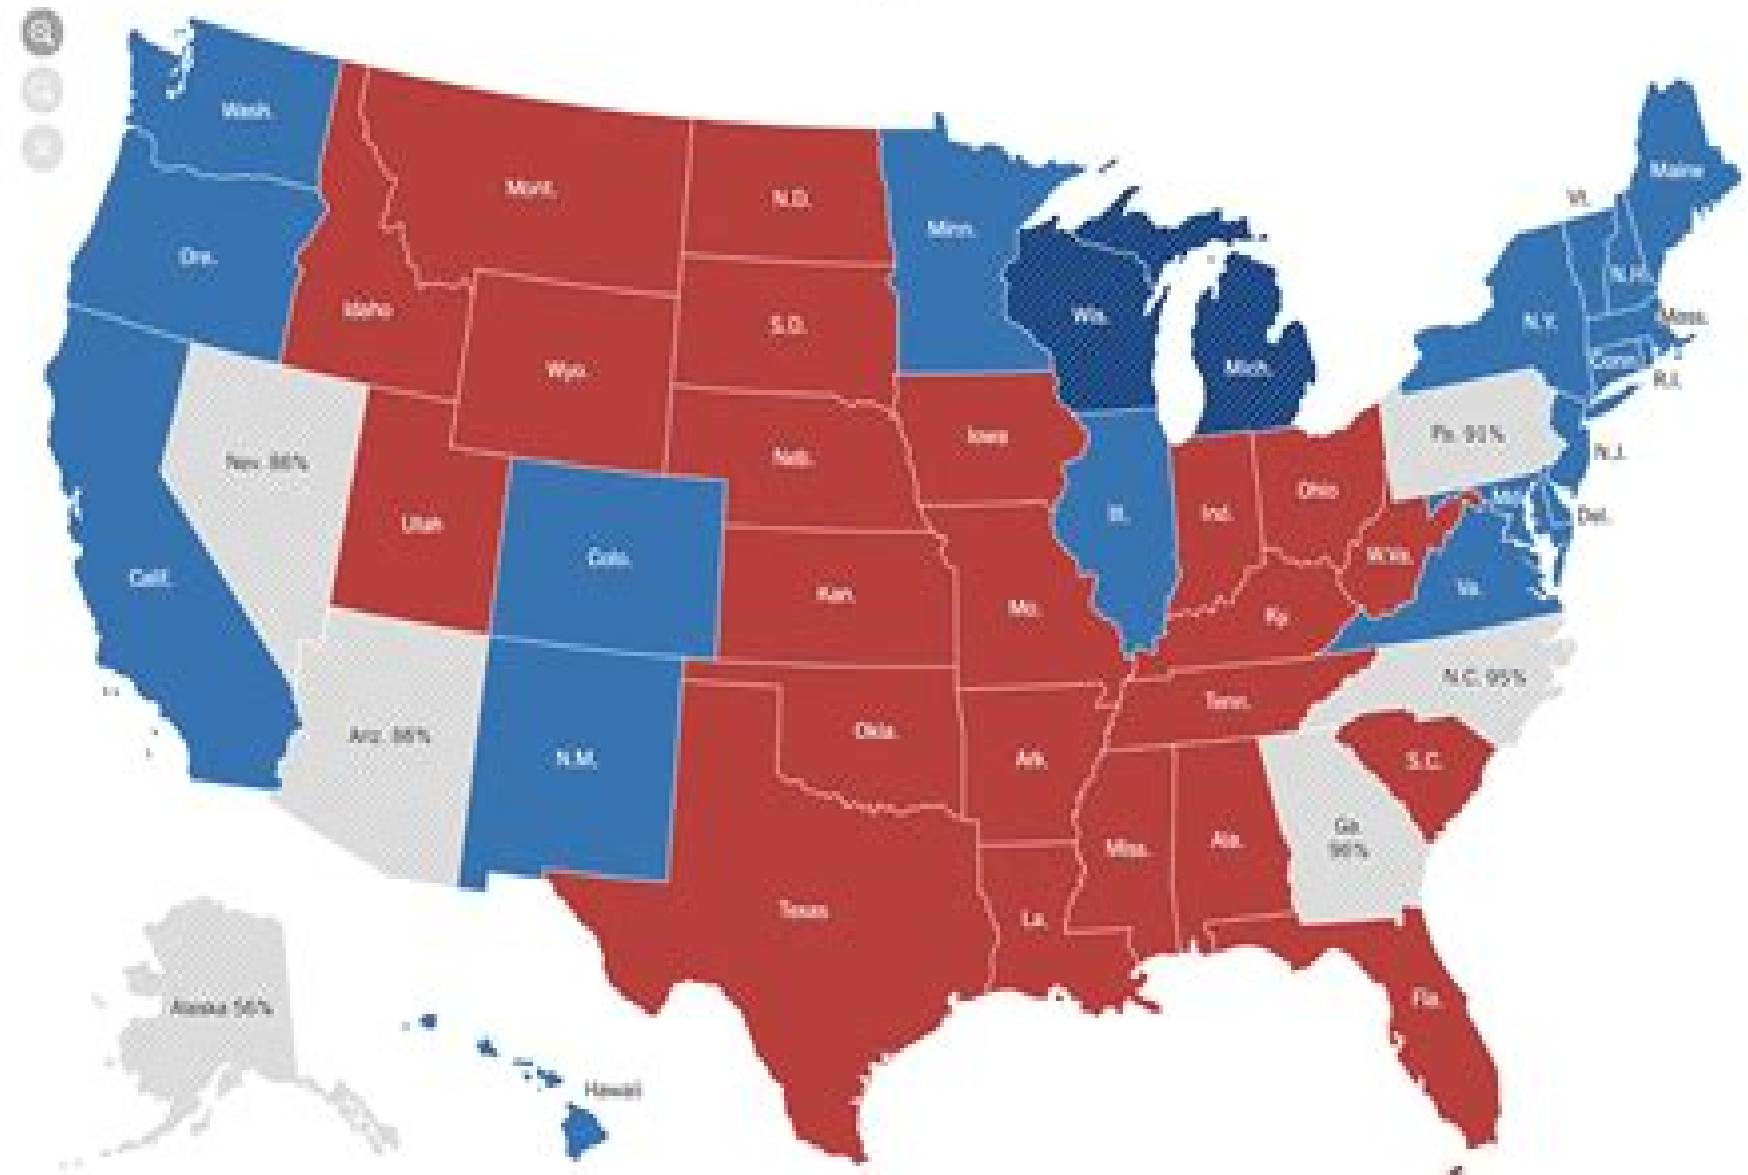 Wash.
Maine
Vt.
Mont.
N.D.
Minn.
Ore.
N.H.
Idaho
Wis.
S.D.
N.Y.
Mass.
Wyo.
Mich.
Conn.
R.I.
Iowa
Pa. 91%
Nev. 86%
Neb.
N.J.
Ohio
Md.
Utah
Ill.
Ind.
Del.
Colo.
W.Va.
Calif.
Kan.
Mo.
Va.
Ky.
N.C. 95%
Tenn.
Ariz. 86%
Okla.
N.M.
Ark.
S.C.
Ga.
96%
Miss.
Ala.
Texas
La.
Fla.
Alaska 56%
Hawaii